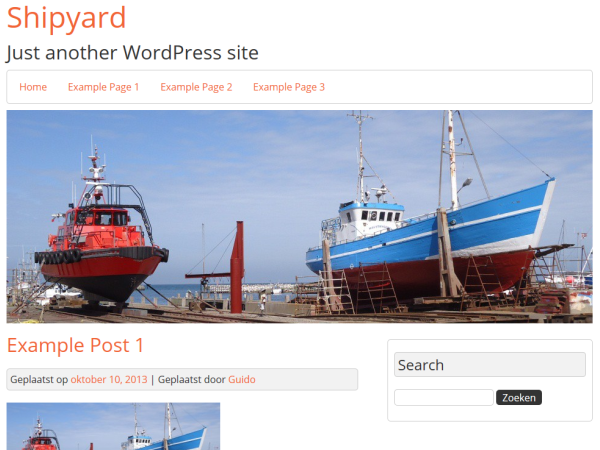 Shipyard
Just another WordPress site
Home Example Page 1 Example Page 2 Example Page 3
Example Post 1
Geplaatst op oktober 10, 2013 | Geplaatst door Guido
Search
Zoeken